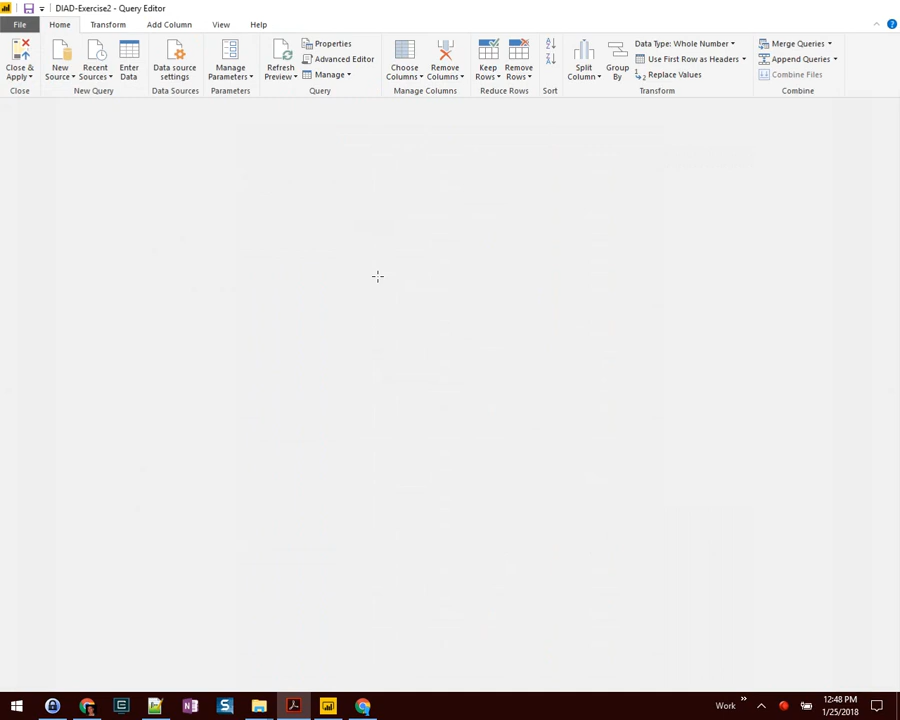 DIAD-Exercise2 - Query Editor
File Home Transform Add Column View Help
Close & Apply
New Source
Recent Sources
Enter Data
Data source settings
Manage Parameters
Refresh Preview
Properties
Advanced Editor
Manage
Choose Columns
Remove Columns
Keep Rows
Remove Rows
Split Column
Group By
Data Type: Whole Number
Use First Row as Headers
Replace Values
Merge Queries
Append Queries
Combine Files
Close New Query Data Sources Parameters Query Manage Columns Reduce Rows Sort Transform Combine
Work
12:48 PM
1/25/2018